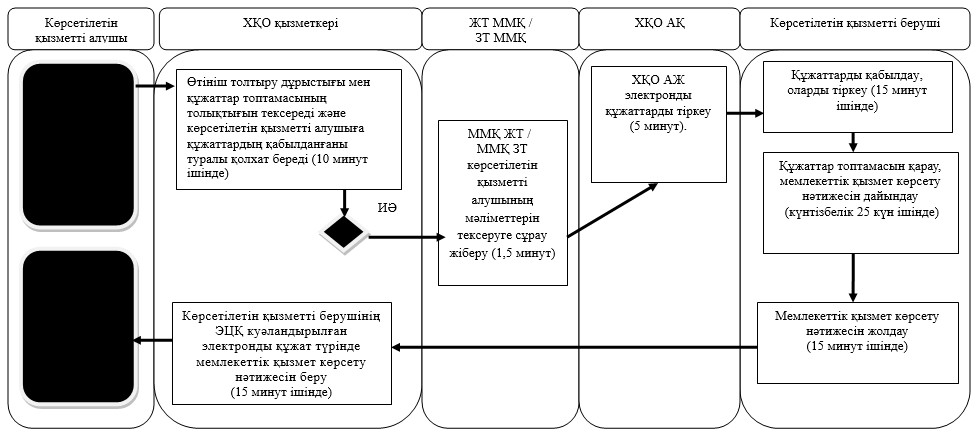 Көрсетілетін
қызметті алушы
ХҚО қызметкері
ЖТ ММҚ /
ЗТ ММҚ
ХҚО АҚ
Көрсетілетін қызметті беруші
Өтініш толтыру дұрыстығы мен
құжаттар топтамасының
толықтығын тексереді және
көрсетілетін қызметті алушыға
құжаттардың қабылданғаны
туралы қолхат береді (10 минут
ішінде)
ИӘ
ММҚ ЖТ /
ММҚ ЗТ
көрсетілетін
қызметті
алушының
мәліметтерін
тексеруге сұрау
жіберу (1,5 минут)
ХҚО АЖ
электронды
құжаттарды тіркеу
(5 минут).
Құжаттарды қабылдау,
оларды тіркеу (15 минут
ішінде)
Құжаттар топтамасын қарау,
мемлекеттік қызмет көрсету
нәтижесін дайындау
(күнтізбелік 25 күн ішінде)
Мемлекеттік қызмет көрсету
нәтижесін жолдау
(15 минут ішінде)
Көрсетілетін қызметті берушінің
ЭЦҚ куәландырылған
электронды құжат түрінде
мемлекеттік қызмет көрсету
нәтижесін беру
(15 минут ішінде)